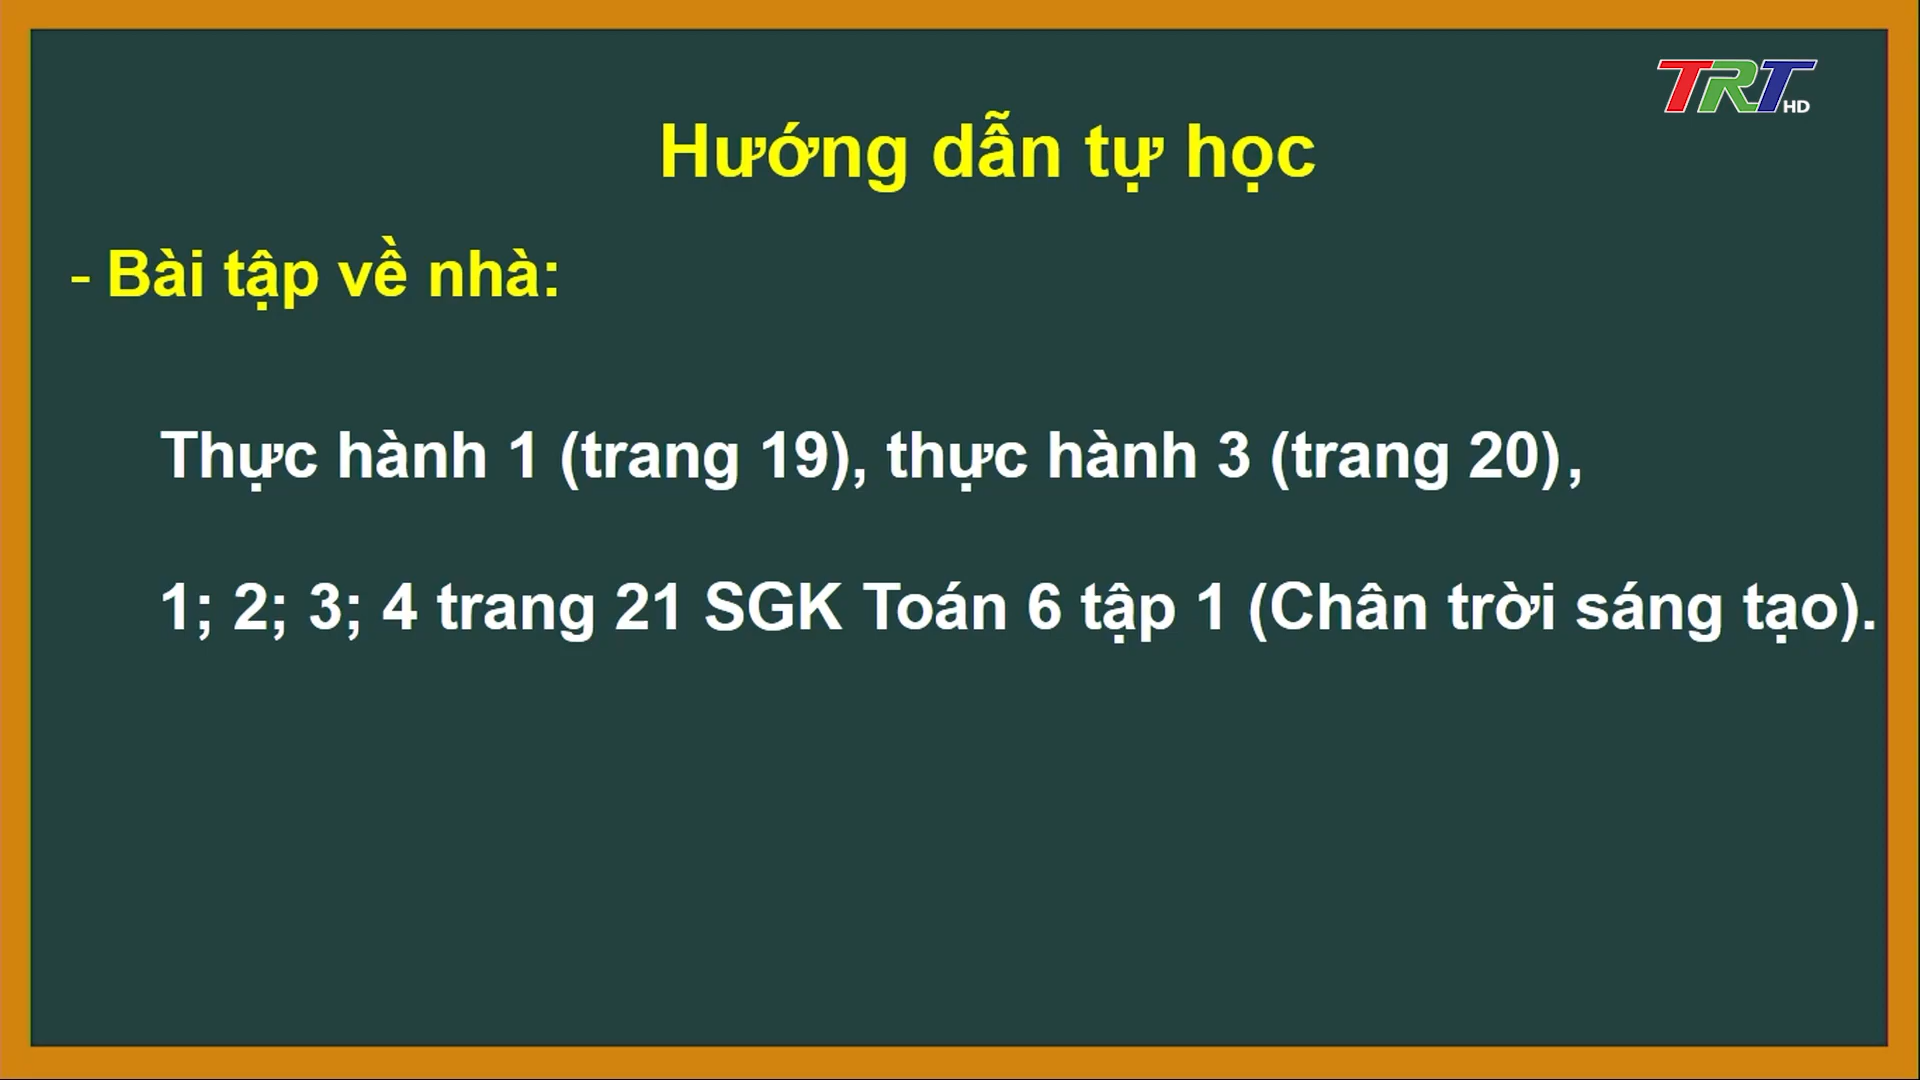 TRT HD
Hướng dẫn tự học
- Bài tập về nhà:
Thực hành 1 (trang 19), thực hành 3 (trang 20),
1; 2; 3; 4 trang 21 SGK Toán 6 tập 1 (Chân trời sáng tạo).